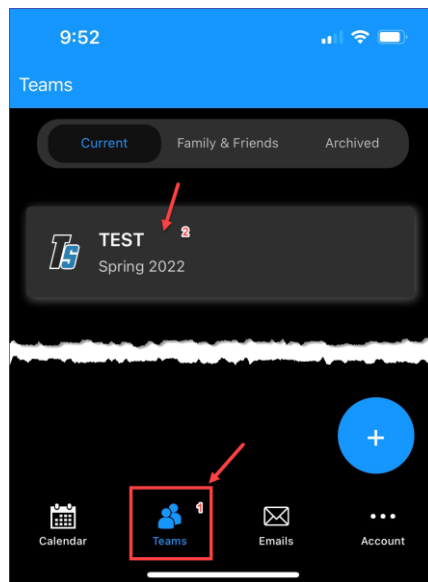 9:52
Teams
Current Family & Friends Archived
TS
TEST 2
Spring 2022
+
1
Calendar Teams Emails Account